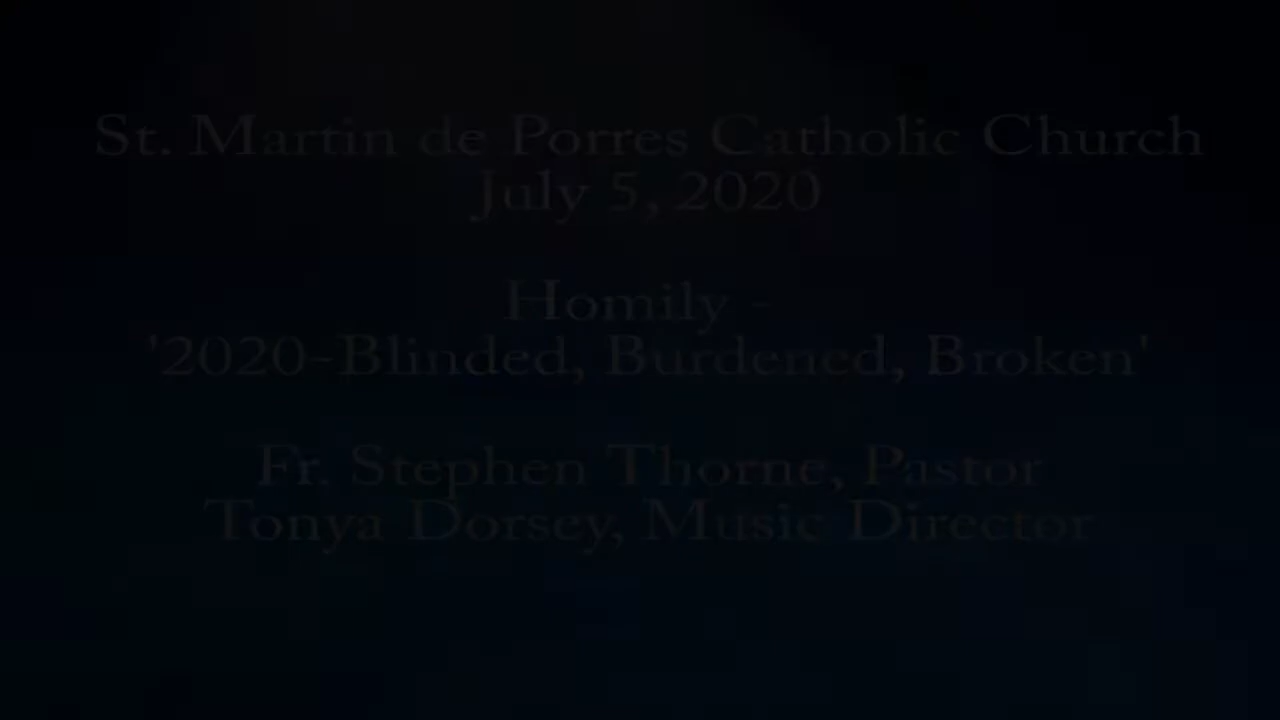 St. Martin de Porres Catholic Church
July 5, 2020
Homily -
'2020-Blinded, Burdened, Broken'
Fr. Stephen Thorne, Pastor
Tonya Dorsey, Music Director